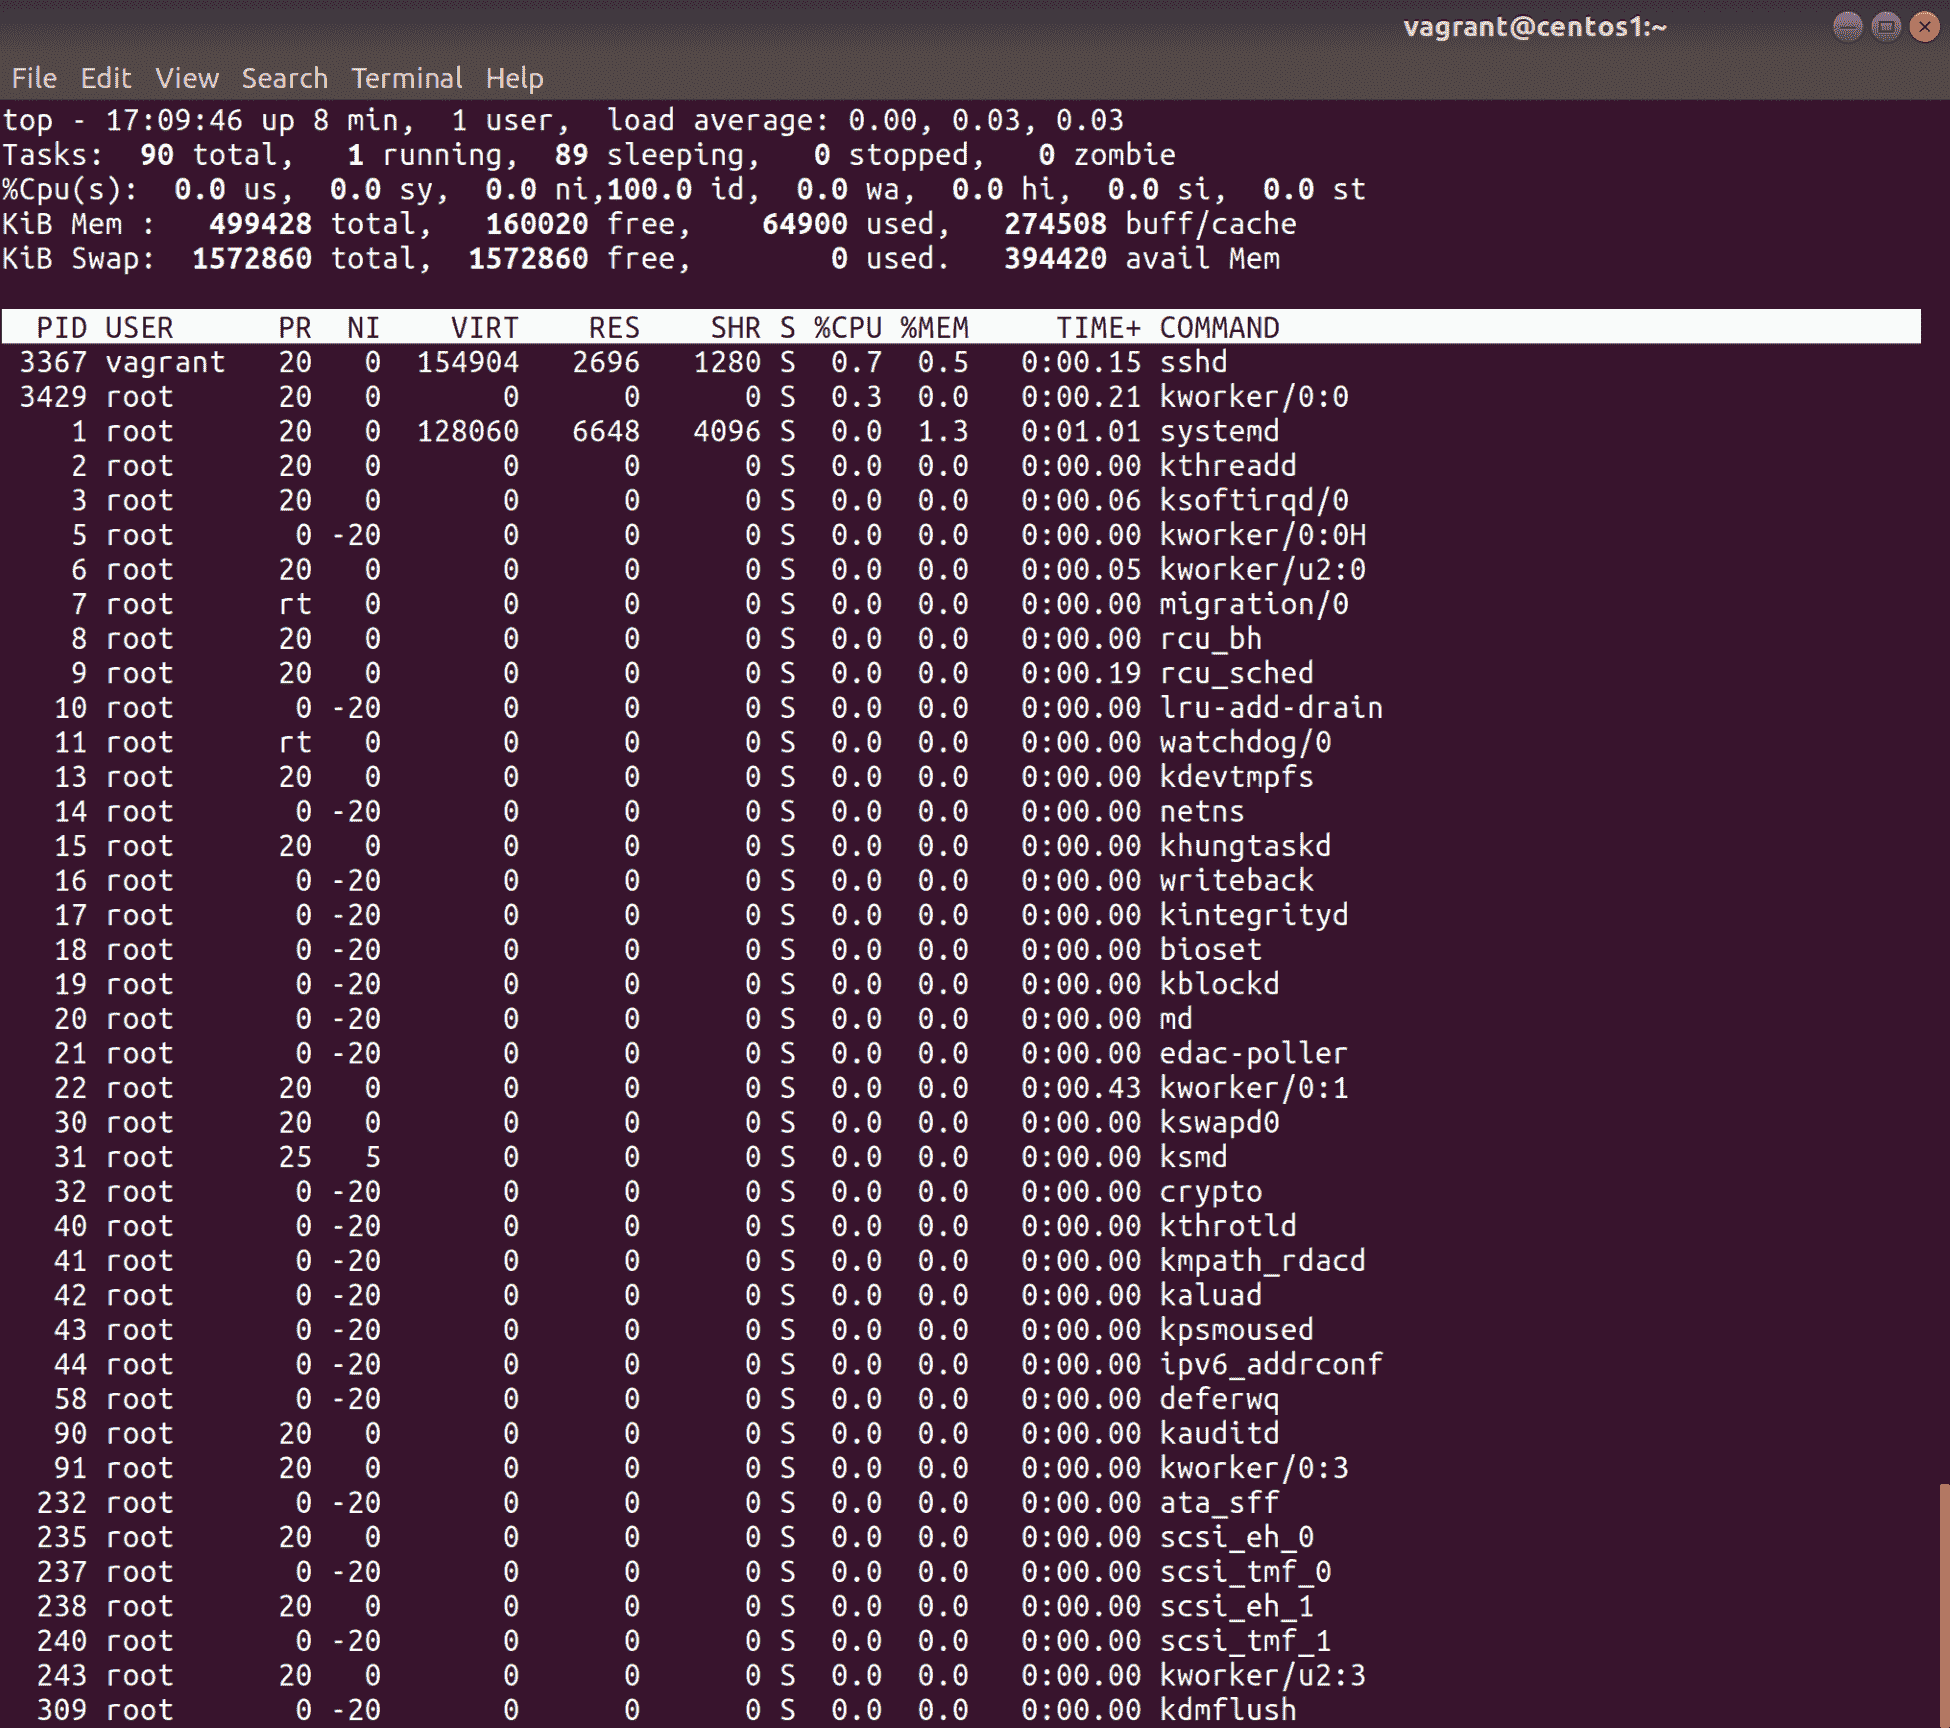 vagrant@centos1:~
File Edit View Search Terminal Help
top - 17:09:46 up 8 min,  1 user,  load average: 0.00, 0.03, 0.03
Tasks:  90 total,   1 running,  89 sleeping,   0 stopped,   0 zombie
%Cpu(s):  0.0 us,  0.0 sy,  0.0 ni,100.0 id,  0.0 wa,  0.0 hi,  0.0 si,  0.0 st
KiB Mem :   499428 total,   160020 free,    64900 used,   274508 buff/cache
KiB Swap:  1572860 total,  1572860 free,        0 used.   394420 avail Mem
  PID USER      PR  NI    VIRT    RES    SHR S %CPU %MEM     TIME+ COMMAND
 3367 vagrant   20   0  154904   2696   1280 S  0.7  0.5   0:00.15 sshd
 3429 root      20   0       0      0      0 S  0.3  0.0   0:00.21 kworker/0:0
    1 root      20   0  128060   6648   4096 S  0.0  1.3   0:01.01 systemd
    2 root      20   0       0      0      0 S  0.0  0.0   0:00.00 kthreadd
    3 root      20   0       0      0      0 S  0.0  0.0   0:00.06 ksoftirqd/0
    5 root       0 -20       0      0      0 S  0.0  0.0   0:00.00 kworker/0:0H
    6 root      20   0       0      0      0 S  0.0  0.0   0:00.05 kworker/u2:0
    7 root      rt   0       0      0      0 S  0.0  0.0   0:00.00 migration/0
    8 root      20   0       0      0      0 S  0.0  0.0   0:00.00 rcu_bh
    9 root      20   0       0      0      0 S  0.0  0.0   0:00.19 rcu_sched
   10 root       0 -20       0      0      0 S  0.0  0.0   0:00.00 lru-add-drain
   11 root      rt   0       0      0      0 S  0.0  0.0   0:00.00 watchdog/0
   13 root      20   0       0      0      0 S  0.0  0.0   0:00.00 kdevtmpfs
   14 root       0 -20       0      0      0 S  0.0  0.0   0:00.00 netns
   15 root      20   0       0      0      0 S  0.0  0.0   0:00.00 khungtaskd
   16 root       0 -20       0      0      0 S  0.0  0.0   0:00.00 writeback
   17 root       0 -20       0      0      0 S  0.0  0.0   0:00.00 kintegrityd
   18 root       0 -20       0      0      0 S  0.0  0.0   0:00.00 bioset
   19 root       0 -20       0      0      0 S  0.0  0.0   0:00.00 kblockd
   20 root       0 -20       0      0      0 S  0.0  0.0   0:00.00 md
   21 root       0 -20       0      0      0 S  0.0  0.0   0:00.00 edac-poller
   22 root      20   0       0      0      0 S  0.0  0.0   0:00.43 kworker/0:1
   30 root      20   0       0      0      0 S  0.0  0.0   0:00.00 kswapd0
   31 root      25   5       0      0      0 S  0.0  0.0   0:00.00 ksmd
   32 root       0 -20       0      0      0 S  0.0  0.0   0:00.00 crypto
   40 root       0 -20       0      0      0 S  0.0  0.0   0:00.00 kthrotld
   41 root       0 -20       0      0      0 S  0.0  0.0   0:00.00 kmpath_rdacd
   42 root       0 -20       0      0      0 S  0.0  0.0   0:00.00 kaluad
   43 root       0 -20       0      0      0 S  0.0  0.0   0:00.00 kpsmoused
   44 root       0 -20       0      0      0 S  0.0  0.0   0:00.00 ipv6_addrconf
   58 root       0 -20       0      0      0 S  0.0  0.0   0:00.00 deferwq
   90 root      20   0       0      0      0 S  0.0  0.0   0:00.00 kauditd
   91 root      20   0       0      0      0 S  0.0  0.0   0:00.00 kworker/0:3
  232 root       0 -20       0      0      0 S  0.0  0.0   0:00.00 ata_sff
  235 root      20   0       0      0      0 S  0.0  0.0   0:00.00 scsi_eh_0
  237 root       0 -20       0      0      0 S  0.0  0.0   0:00.00 scsi_tmf_0
  238 root      20   0       0      0      0 S  0.0  0.0   0:00.00 scsi_eh_1
  240 root       0 -20       0      0      0 S  0.0  0.0   0:00.00 scsi_tmf_1
  243 root      20   0       0      0      0 S  0.0  0.0   0:00.00 kworker/u2:3
  309 root       0 -20       0      0      0 S  0.0  0.0   0:00.00 kdmflush